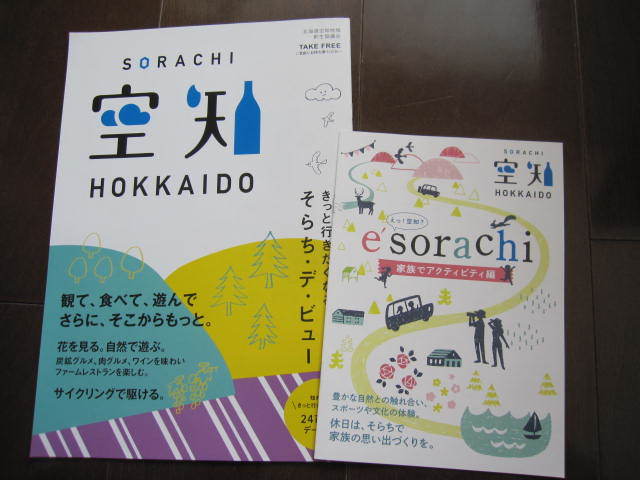 SORACHI
空知
HOKKAIDO
TAKE FREE
きっと行きたくなる
そらち・デ・ビュー
観て、食べて、遊んで
さらに、そこからもっと。
花を見る。自然で遊ぶ。
炭鉱グルメ、肉グルメ、ワインを味わい
ファームレストランを楽しむ。
サイクリングで駆ける。
SORACHI
空知
HOKKAIDO
えっ!空知?
e'sorachi
家族でアクティビティ編
豊かな自然との触れ合い、
スポーツや文化の体験。
休日は、そらちで
家族の思い出づくりを。